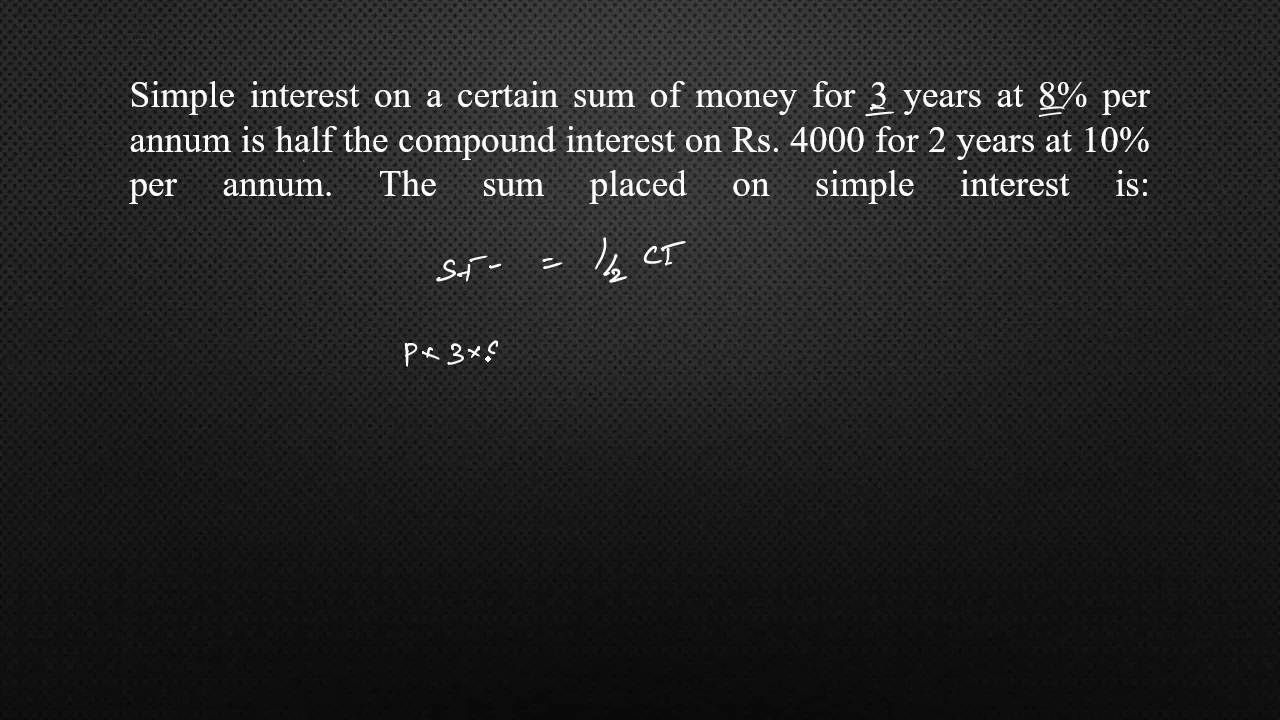 Simple interest on a certain sum of money for 3 years at 8% per
annum is half the compound interest on Rs. 4000 for 2 years at 10%
per annum. The sum placed on simple interest is:
SI = 1/2 CI
P × 3 ×